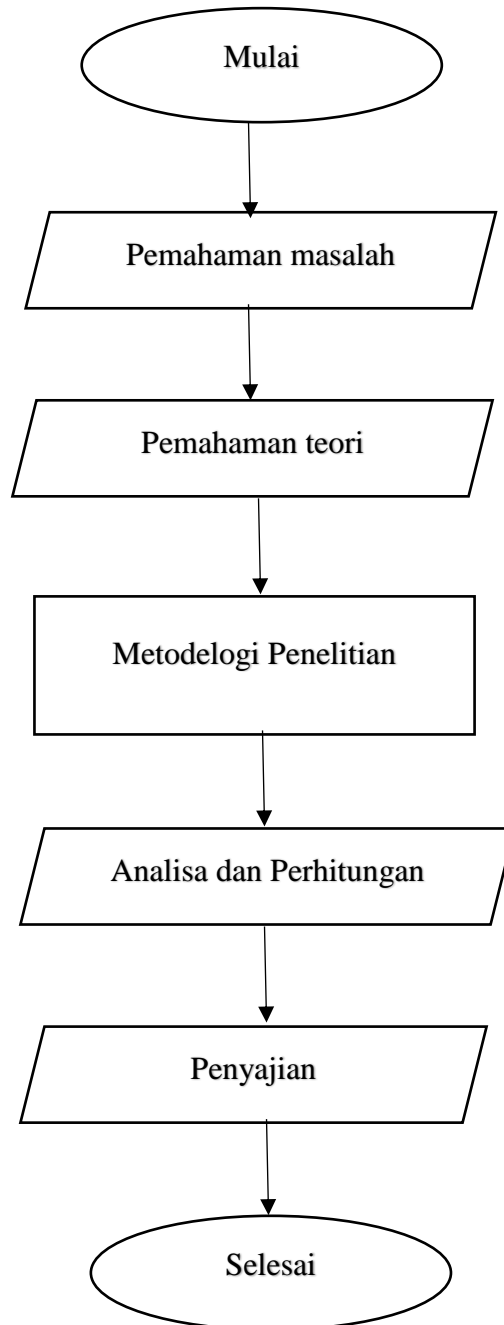 Mulai
Pemahaman masalah
Pemahaman teori
Metodelogi Penelitian
Analisa dan Perhitungan
Penyajian
Selesai